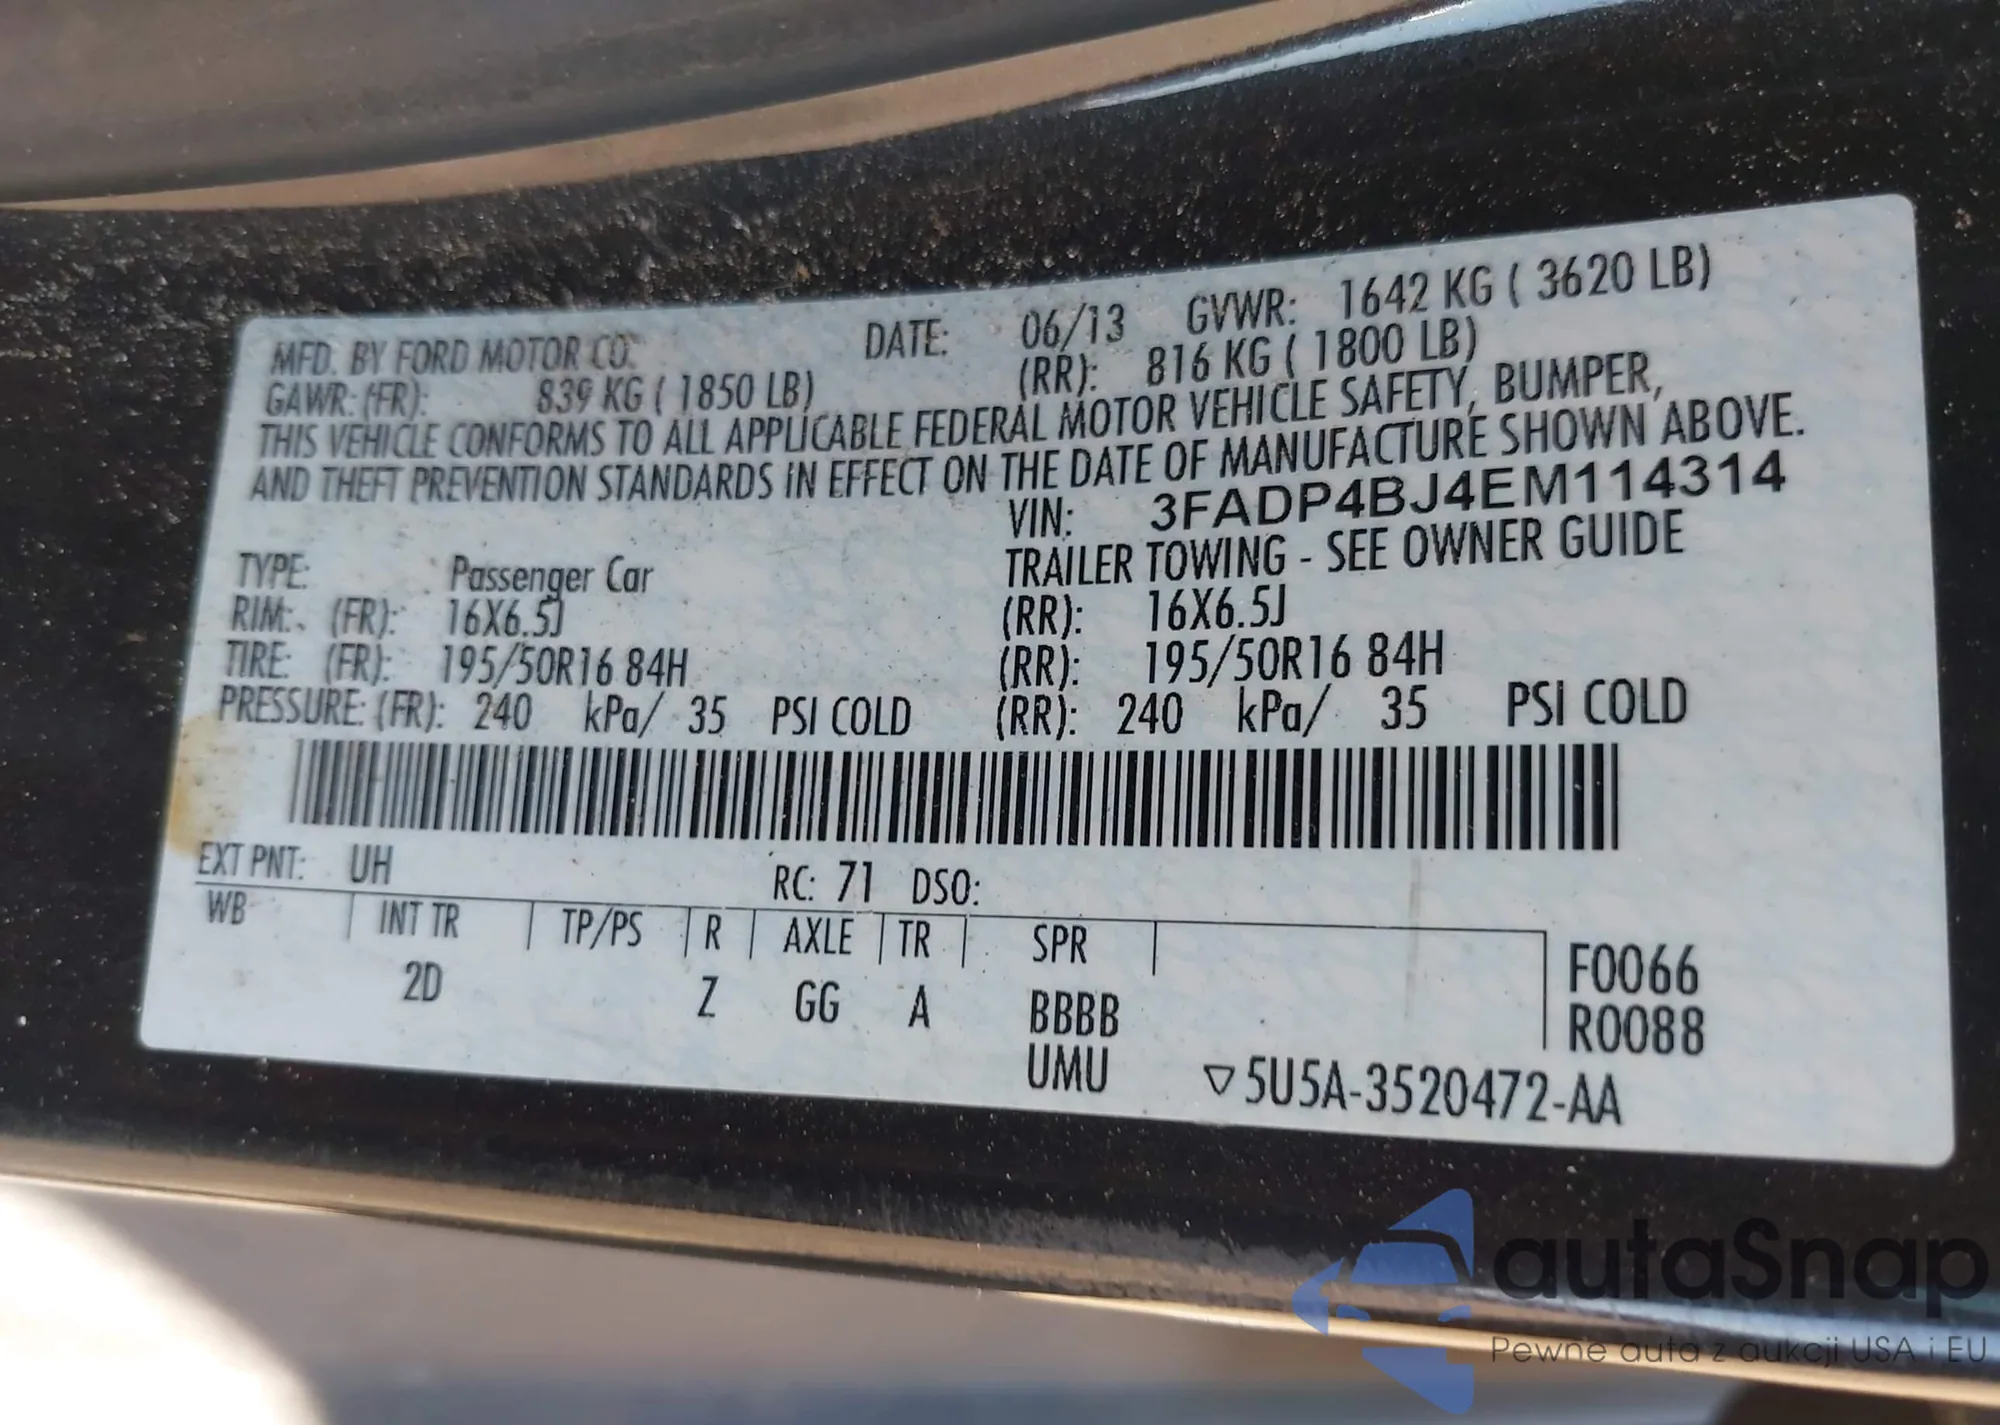 MFD. BY FORD MOTOR CO. DATE: 06/13 GVWR: 1642 KG ( 3620 LB)
GAWR: (FR): 839 KG ( 1850 LB) (RR): 816 KG ( 1800 LB)
THIS VEHICLE CONFORMS TO ALL APPLICABLE FEDERAL MOTOR VEHICLE SAFETY, BUMPER,
AND THEFT PREVENTION STANDARDS IN EFFECT ON THE DATE OF MANUFACTURE SHOWN ABOVE.
VIN: 3FADP4BJ4EM114314
TYPE: Passenger Car TRAILER TOWING - SEE OWNER GUIDE
RIM: (FR): 16X6.5J (RR): 16X6.5J
TIRE: (FR): 195/50R16 84H (RR): 195/50R16 84H
PRESSURE: (FR): 240 kPa/ 35 PSI COLD (RR): 240 kPa/ 35 PSI COLD
EXT PNT: UH RC: 71 DSO:
WB INT TR TP/PS R AXLE TR SPR F0066
2D Z GG A BBBB R0088
UMU ▽5U5A-3520472-AA
autaSnap
Pewne auta z aukcji USA i EU